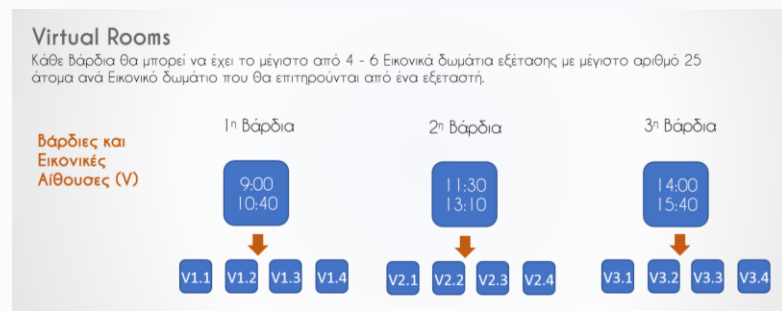 Virtual Rooms
Κάθε Βάρδια θα μπορεί να έχει το μέγιστο από 4 - 6 Εικονικά δωμάτια εξέτασης με μέγιστο αριθμό 25
άτομα ανά Εικονικό δωμάτιο που θα επιτηρούνται από ένα εξεταστή.
Βάρδιες και
Εικονικές
Αίθουσες (V)
1η Βάρδια
9:00
10:40
V1.1 V1.2 V1.3 V1.4
2η Βάρδια
11:30
13:10
V2.1 V2.2 V2.3 V2.4
3η Βάρδια
14:00
15:40
V3.1 V3.2 V3.3 V3.4